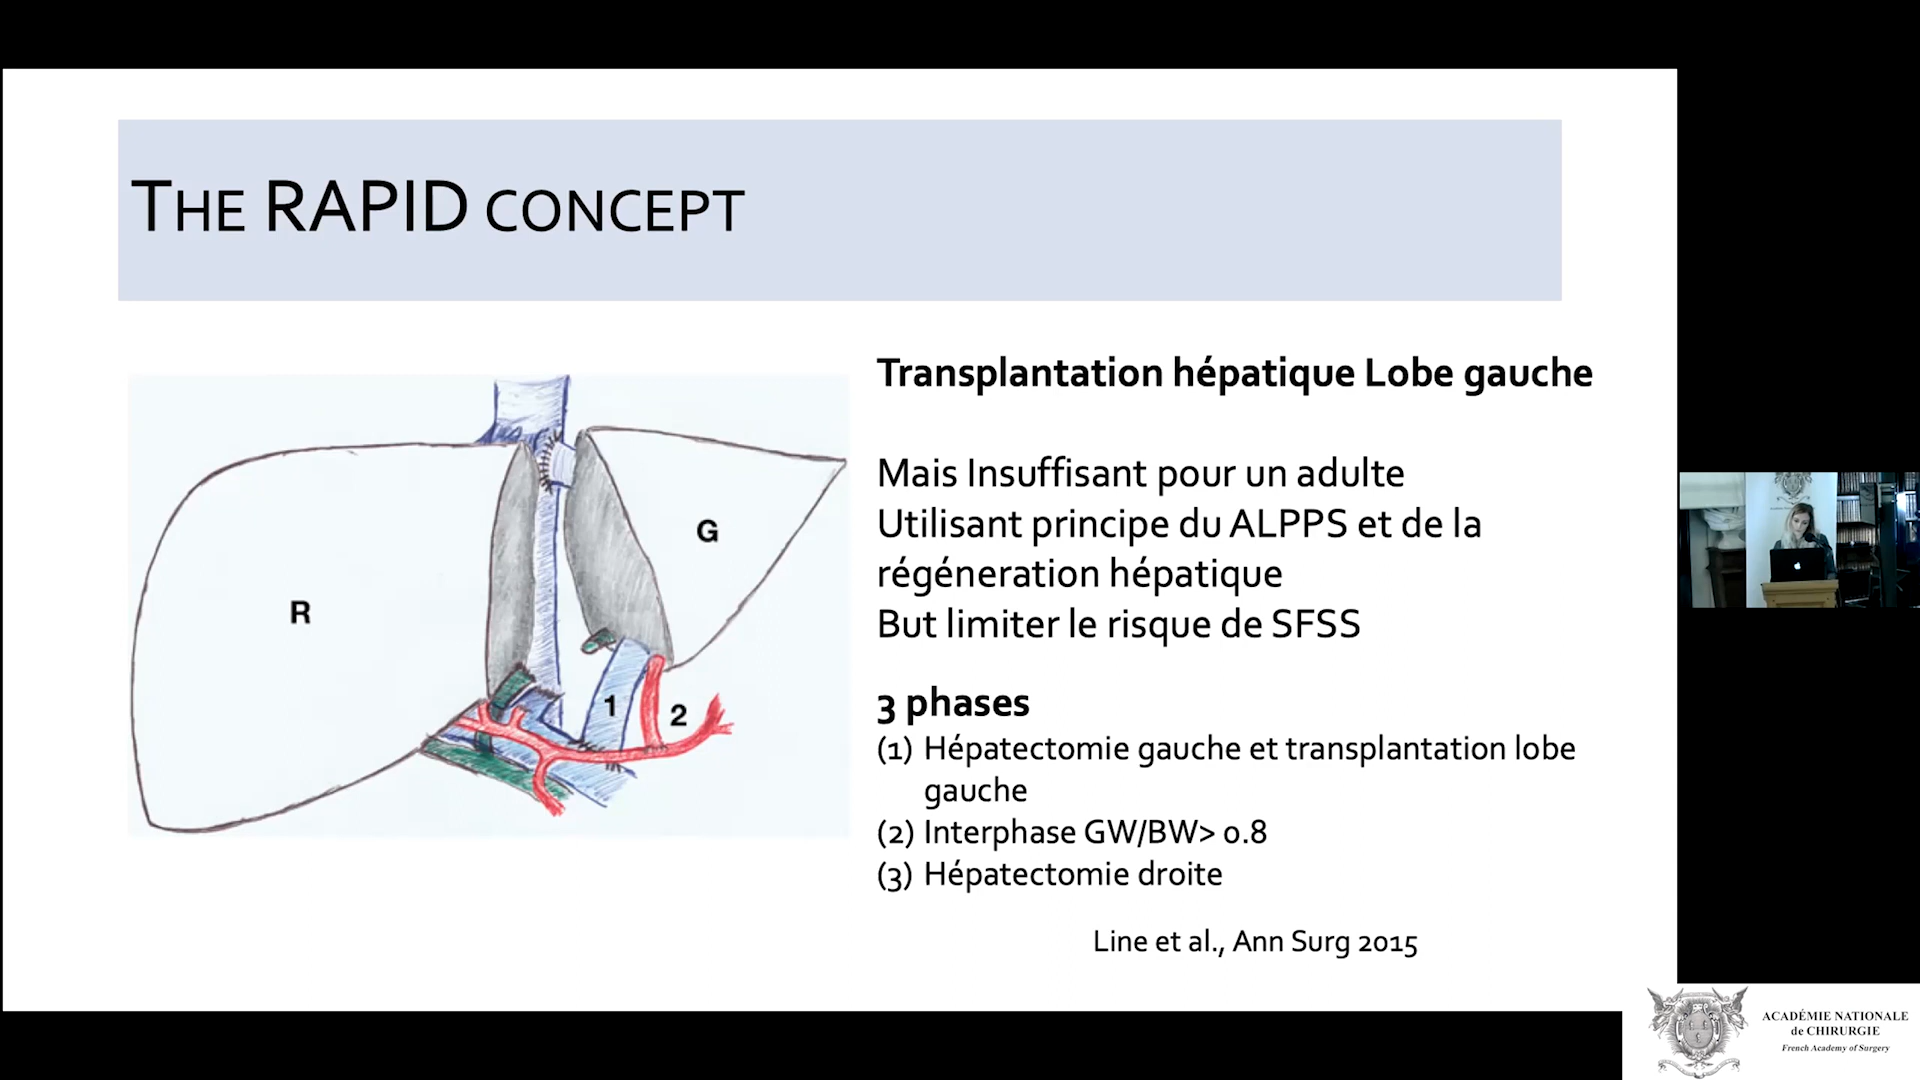 THE RAPID CONCEPT
Transplantation hépatique Lobe gauche
Mais Insuffisant pour un adulte
Utilisant principe du ALPPS et de la
régéneration hépatique
But limiter le risque de SFSS
R
G
1
2
3 phases
(1) Hépatectomie gauche et transplantation lobe
gauche
(2) Interphase GW/BW> 0.8
(3) Hépatectomie droite
Line et al., Ann Surg 2015
ACADÉMIE NATIONALE
de CHIRURGIE
French Academy of Surgery